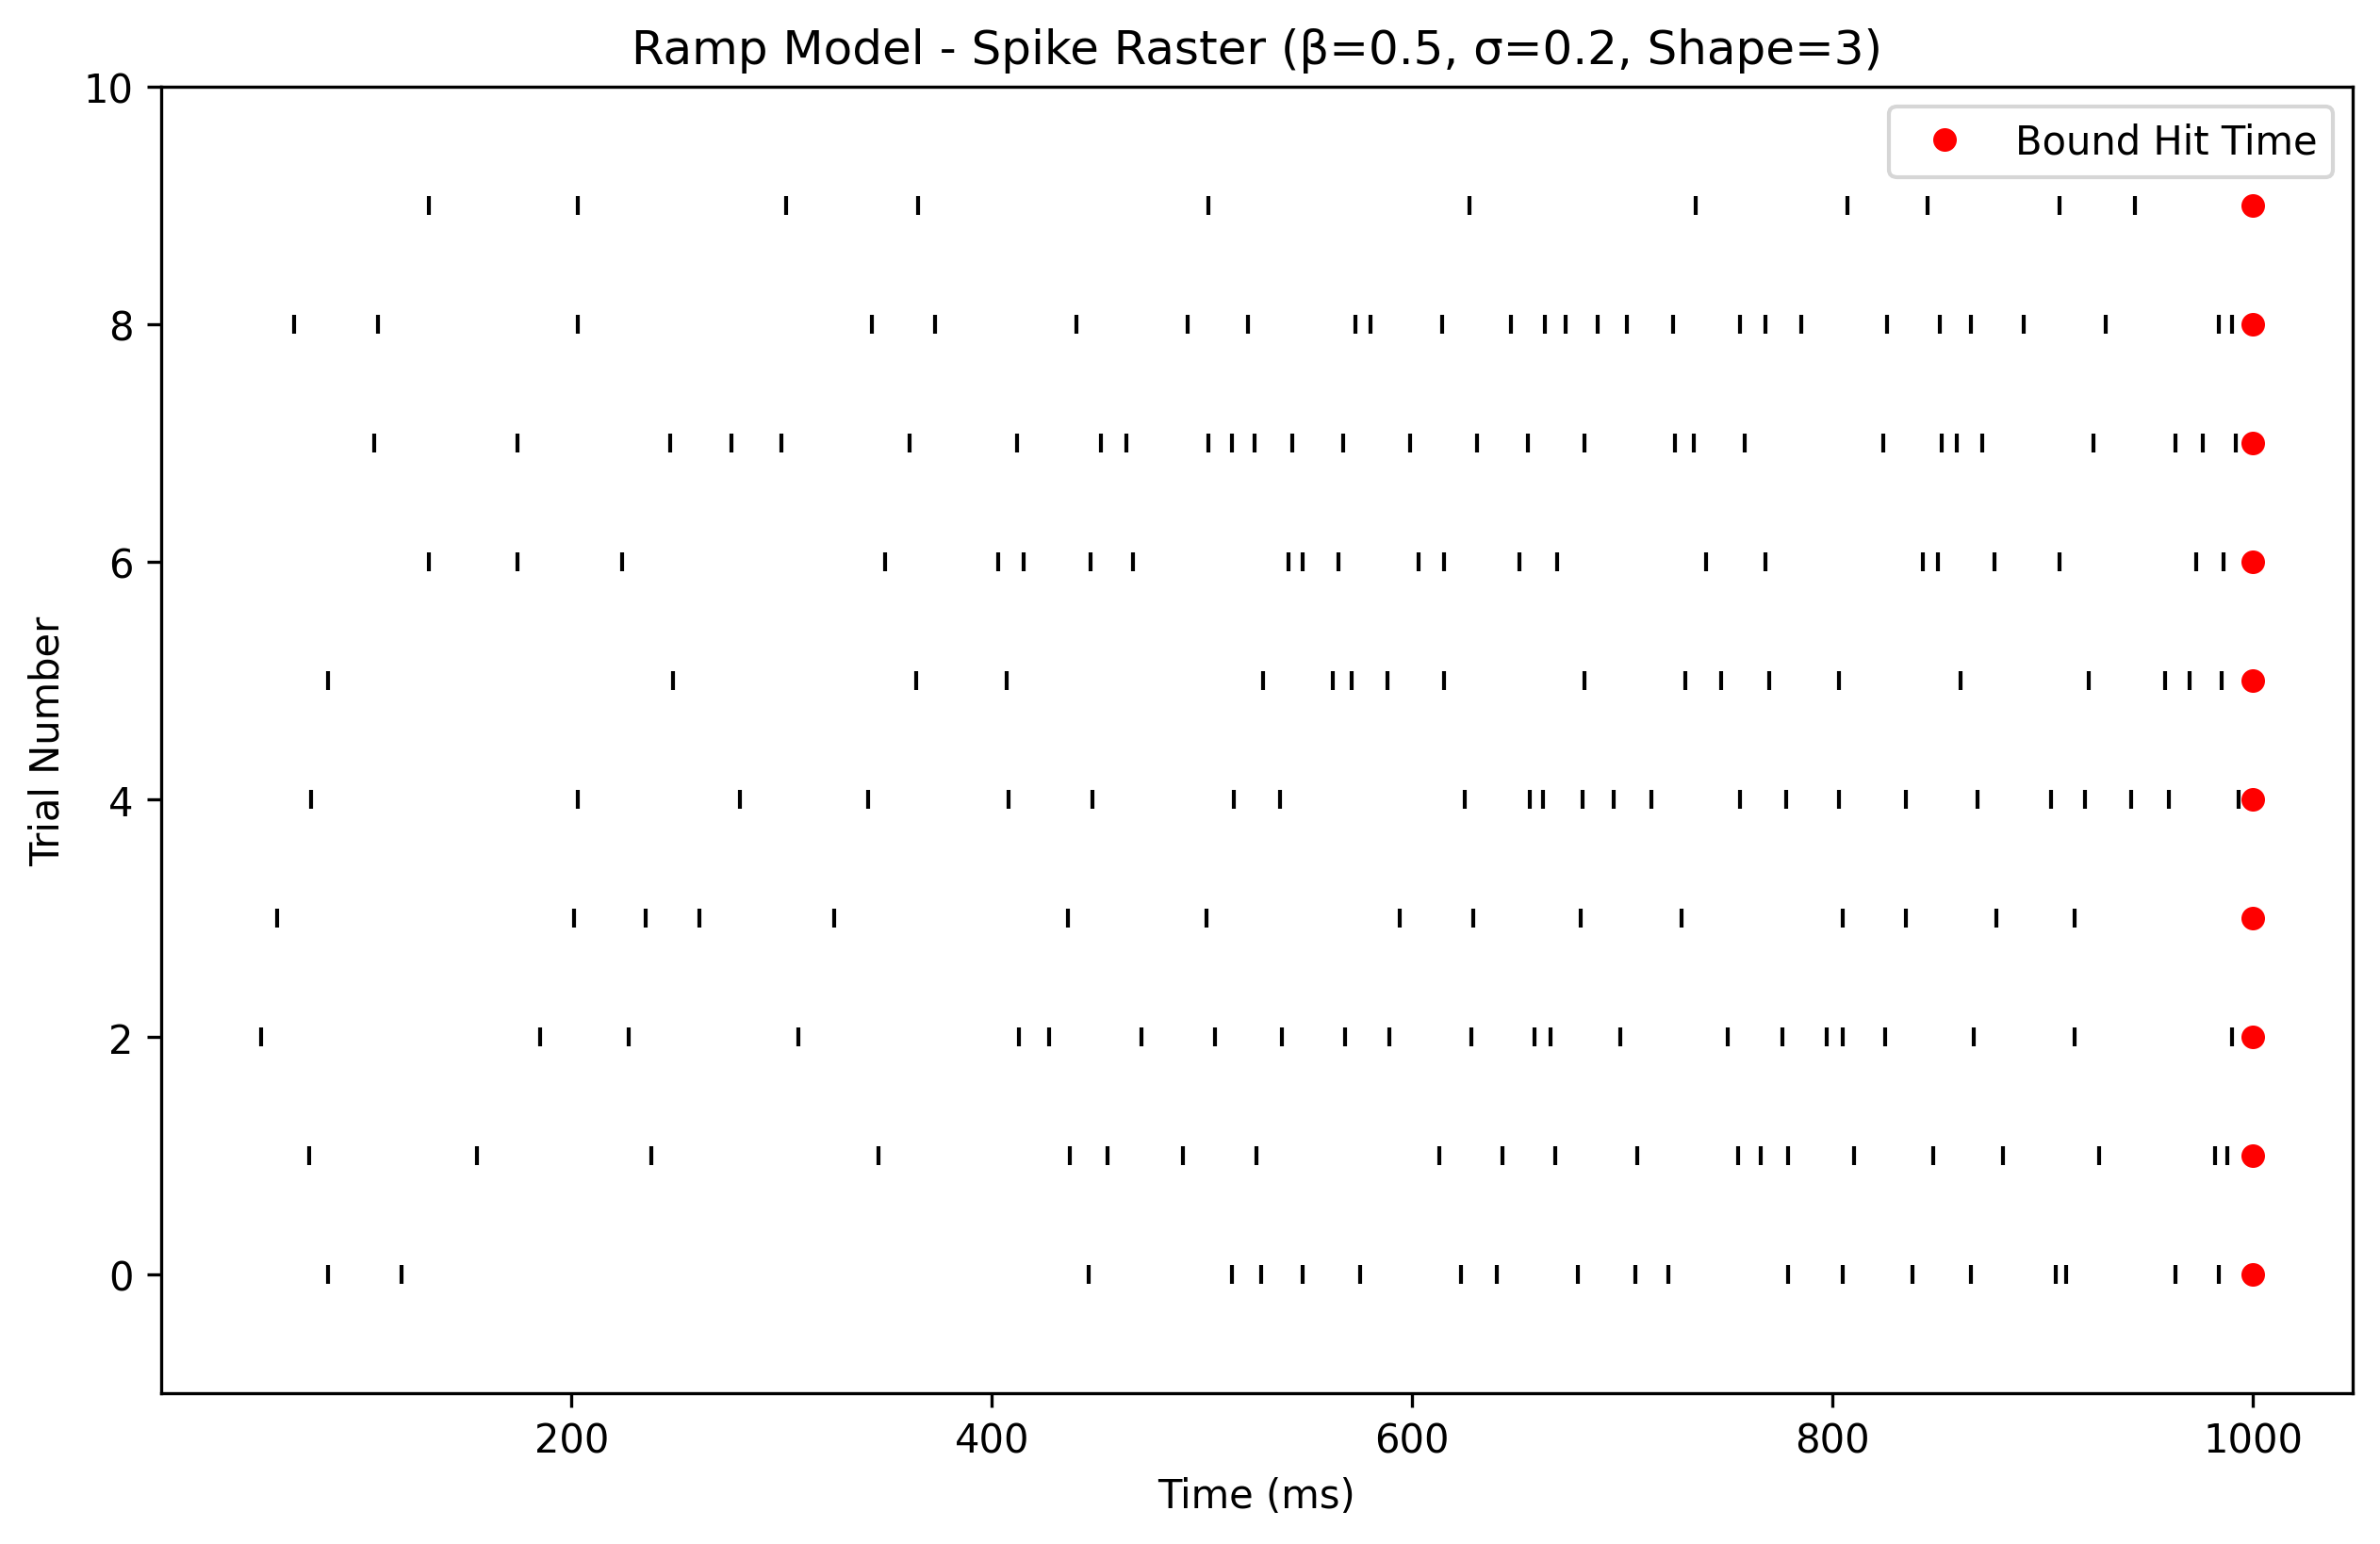 Ramp Model - Spike Raster (β=0.5, σ=0.2, Shape=3)
Bound Hit Time
10
8
6
4
2
0
Trial Number
200 400 600 800 1000
Time (ms)